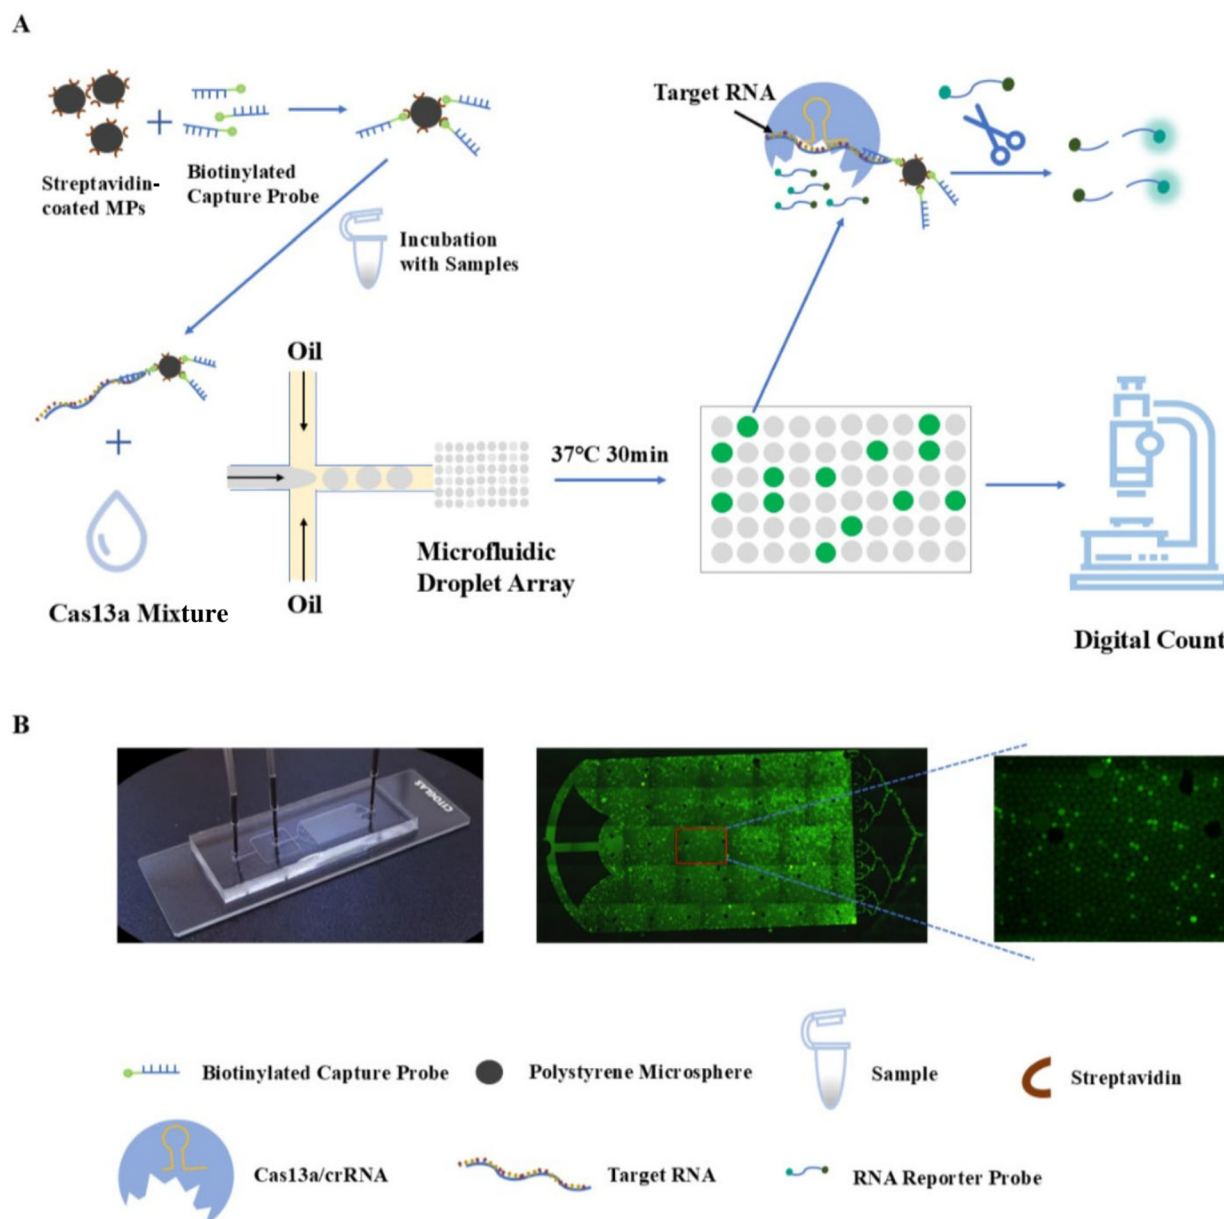 A
Streptavidin-
coated MPs
Biotinylated
Capture Probe
Incubation
with Samples
Target RNA
Oil
Oil
Cas13a Mixture
Microfluidic
Droplet Array
37°C 30min
Digital Count
B
CITOGLAS
Biotinylated Capture Probe
Polystyrene Microsphere
Sample
Streptavidin
Cas13a/crRNA
Target RNA
RNA Reporter Probe